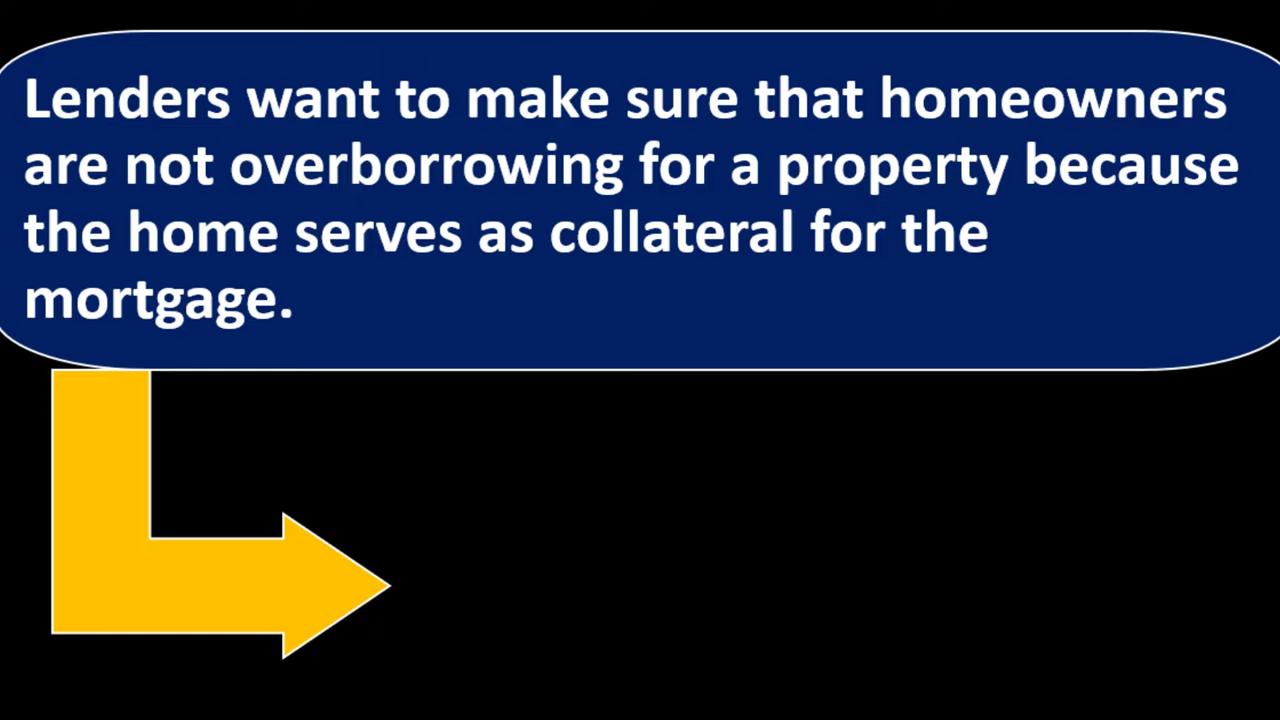 Lenders want to make sure that homeowners
are not overborrowing for a property because
the home serves as collateral for the
mortgage.